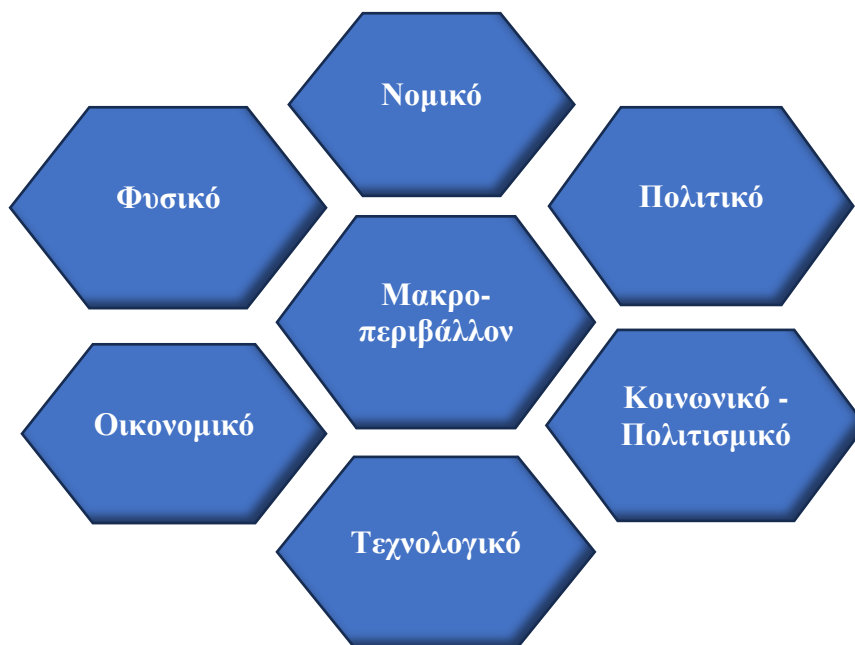 Νομικό
Φυσικό
Πολιτικό
Μακρο-
περιβάλλον
Κοινωνικό -
Πολιτισμικό
Οικονομικό
Τεχνολογικό